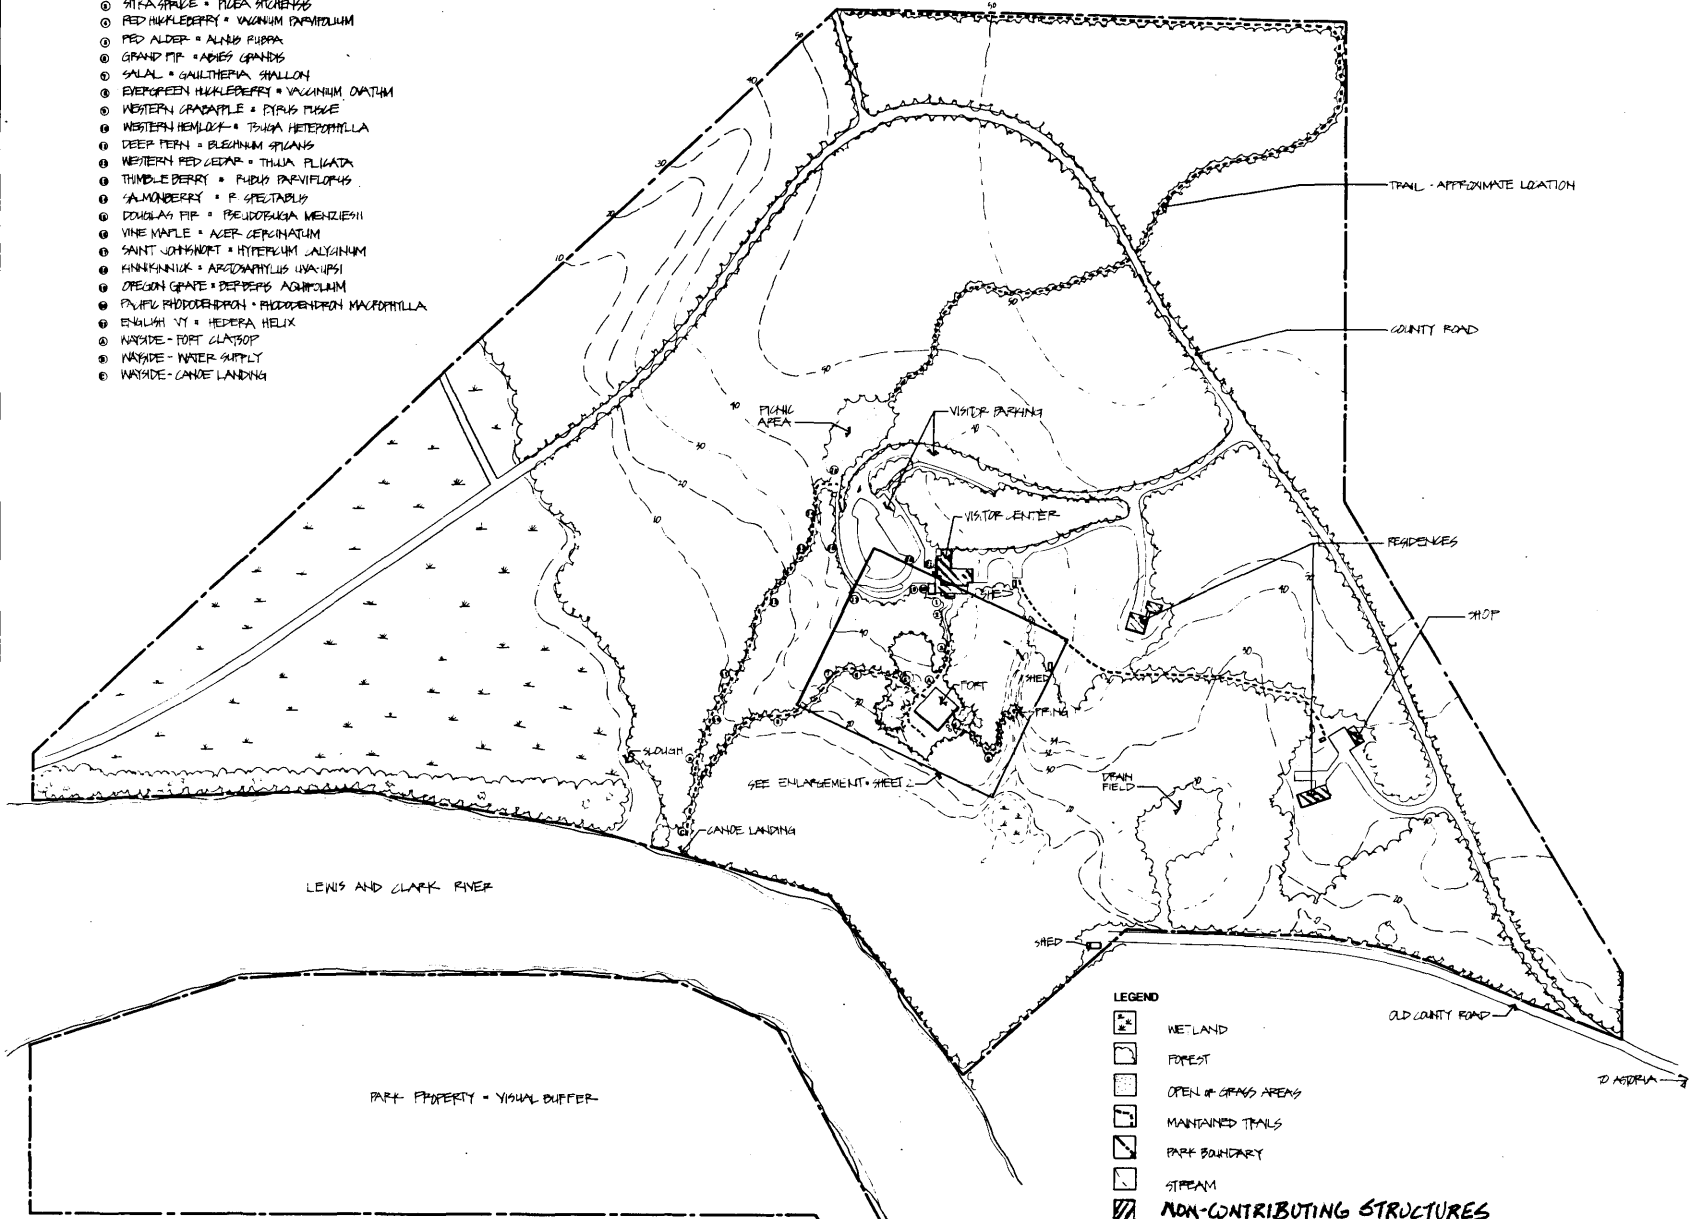 SITKA SPRUCE = PICEA SITCHENSIS
RED HUCKLEBERRY = VACCINIUM PARVIFOLIUM
RED ALDER = ALNUS RUBRA
GRAND FIR = ABIES GRANDIS
SALAL = GAULTHERIA SHALLON
EVERGREEN HUCKLEBERRY = VACCINIUM OVATUM
WESTERN CRABAPPLE = PYRUS FUSCE
WESTERN HEMLOCK = TSUGA HETEROPHYLLA
DEER FERN = BLECHNUM SPICANS
WESTERN RED CEDAR = THUJA PLICATA
THIMBLE BERRY = RUBUS PARVIFLORUS
SALMONBERRY = R. SPECTABLIS
DOUGLAS FIR = PSEUDOTSUGA MENZIESII
VINE MAPLE = ACER CERCINATUM
SAINT JOHNSWORT = HYPERICUM CALYCINUM
KINNIKINNICK = ARCTOSAPHYLUS UVA-URSI
OREGON GRAPE = BERBERIS AQUIFOLIUM
PACIFIC RHODODENDRON = RHODODENDRON MACROPHYLLA
ENGLISH IVY = HEDERA HELIX
WAYSIDE - FORT CLATSOP
WAYSIDE - WATER SUPPLY
WAYSIDE - CANOE LANDING
TRAIL - APPROXIMATE LOCATION
COUNTY ROAD
PICNIC
AREA
VISITOR PARKING
VISITOR CENTER
RESIDENCES
SHED
SHOP
FORT
SHED
SPRING
SLOUGH
SEE ENLARGEMENT - SHEET 2
DRAIN
FIELD
CANOE LANDING
LEWIS AND CLARK RIVER
SHED
OLD COUNTY ROAD
TO ASTORIA
PARK PROPERTY - VISUAL BUFFER
LEGEND
WETLAND
FOREST
OPEN OR GRASS AREAS
MAINTAINED TRAILS
PARK BOUNDARY
STREAM
NON-CONTRIBUTING STRUCTURES